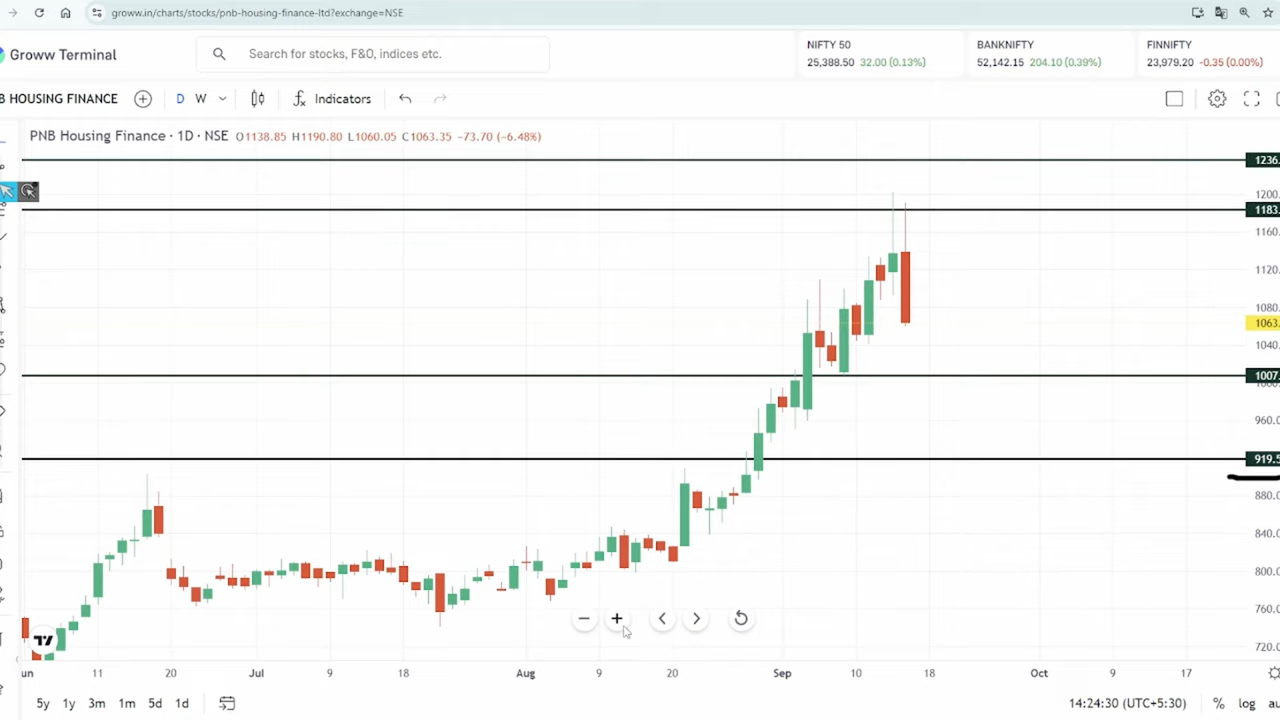 groww.in/charts/stocks/pnb-housing-finance-ltd?exchange=NSE
Groww Terminal
Search for stocks, F&O, indices etc.
NIFTY 50
25,388.50 32.00 (0.13%)
BANKNIFTY
52,142.15 204.10 (0.39%)
FINNIFTY
23,979.20 -0.35 (0.00%)
B HOUSING FINANCE
D W
Indicators
PNB Housing Finance · 1D · NSE O1138.85 H1190.80 L1060.05 C1063.35 -73.70 (-6.48%)
1236.
1200.
1183.
1160.
1120.
1080.
1063.
1040.
1007.
1000.
960.0
919.5
880.0
840.0
800.0
760.0
720.0
un 11 20 Jul 9 18 Aug 9 20 Sep 10 18 Oct 9 17
5y 1y 3m 1m 5d 1d
14:24:30 (UTC+5:30) % log au